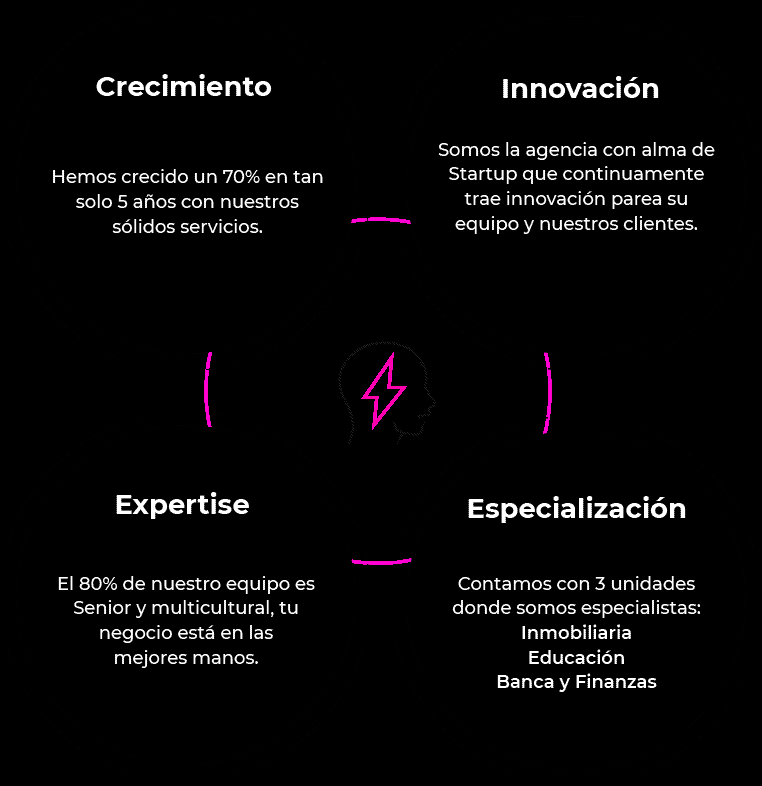 Crecimiento
Hemos crecido un 70% en tan
solo 5 años con nuestros
sólidos servicios.
Innovación
Somos la agencia con alma de
Startup que continuamente
trae innovación parea su
equipo y nuestros clientes.
Expertise
El 80% de nuestro equipo es
Senior y multicultural, tu
negocio está en las
mejores manos.
Especialización
Contamos con 3 unidades
donde somos especialistas:
Inmobiliaria
Educación
Banca y Finanzas